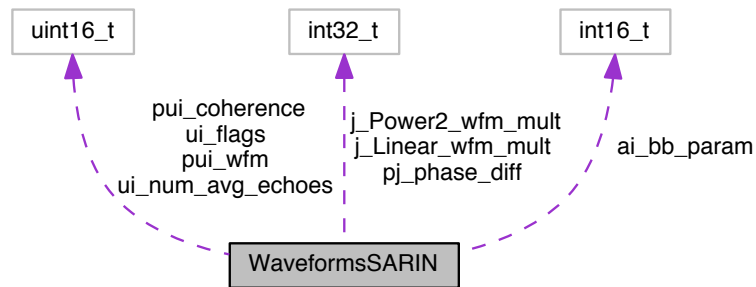 uint16_t
int32_t
int16_t
pui_coherence
ui_flags
pui_wfm
ui_num_avg_echoes
j_Power2_wfm_mult
j_Linear_wfm_mult
pj_phase_diff
ai_bb_param
WaveformsSARIN